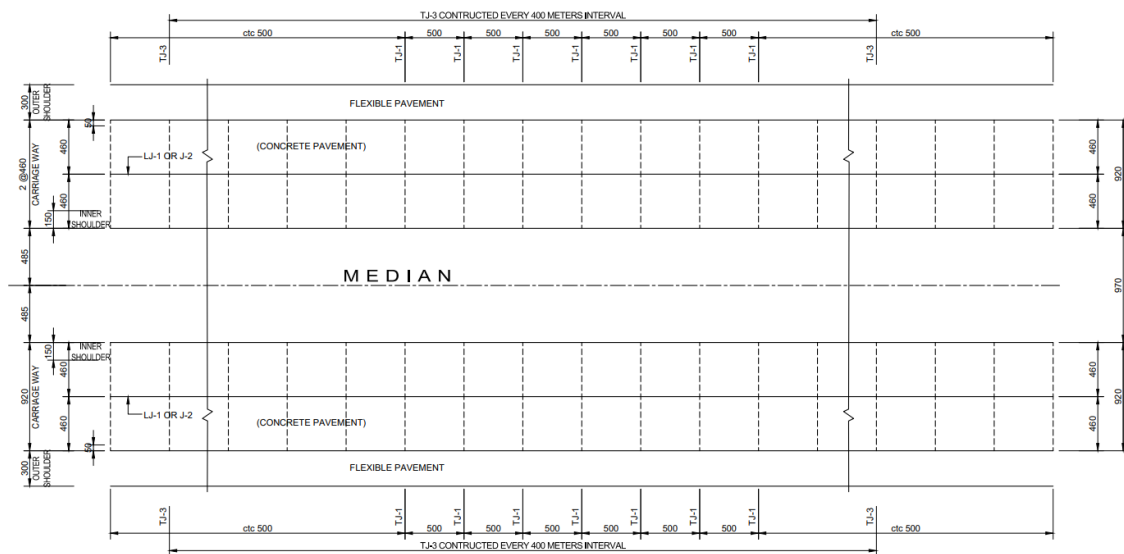 TJ-3 CONTRUCTED EVERY 400 METERS INTERVAL
ctc 500
500
500
500
500
500
500
ctc 500
TJ-3
TJ-1
TJ-1
TJ-1
TJ-1
TJ-1
TJ-1
TJ-1
TJ-3
300
OUTER
SHOULDER
FLEXIBLE PAVEMENT
50
2 @460
CARRIAGE WAY
460
(CONCRETE PAVEMENT)
LJ-1 OR J-2
460
460
460
920
150
INNER
SHOULDER
485
MEDIAN
485
970
150
INNER
SHOULDER
920
CARRIAGE WAY
460
460
LJ-1 OR J-2
(CONCRETE PAVEMENT)
50
460
460
920
300
OUTER
SHOULDER
FLEXIBLE PAVEMENT
TJ-3
TJ-1
TJ-1
TJ-1
TJ-1
TJ-1
TJ-1
TJ-1
TJ-3
ctc 500
500
500
500
500
500
500
ctc 500
TJ-3 CONTRUCTED EVERY 400 METERS INTERVAL